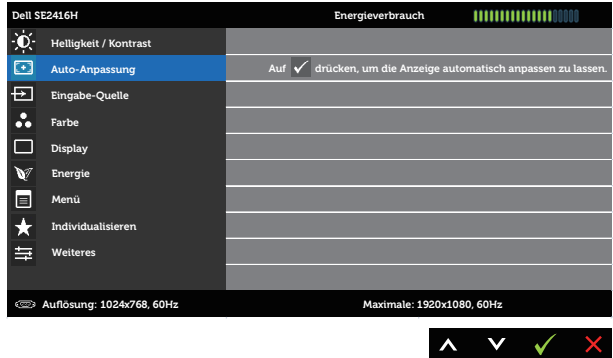 Dell SE2416H Energieverbrauch
Helligkeit / Kontrast
Auto-Anpassung Auf ✓ drücken, um die Anzeige automatisch anpassen zu lassen.
Eingabe-Quelle
Farbe
Display
Energie
Menü
Individualisieren
Weiteres
Auflösung: 1024x768, 60Hz Maximale: 1920x1080, 60Hz